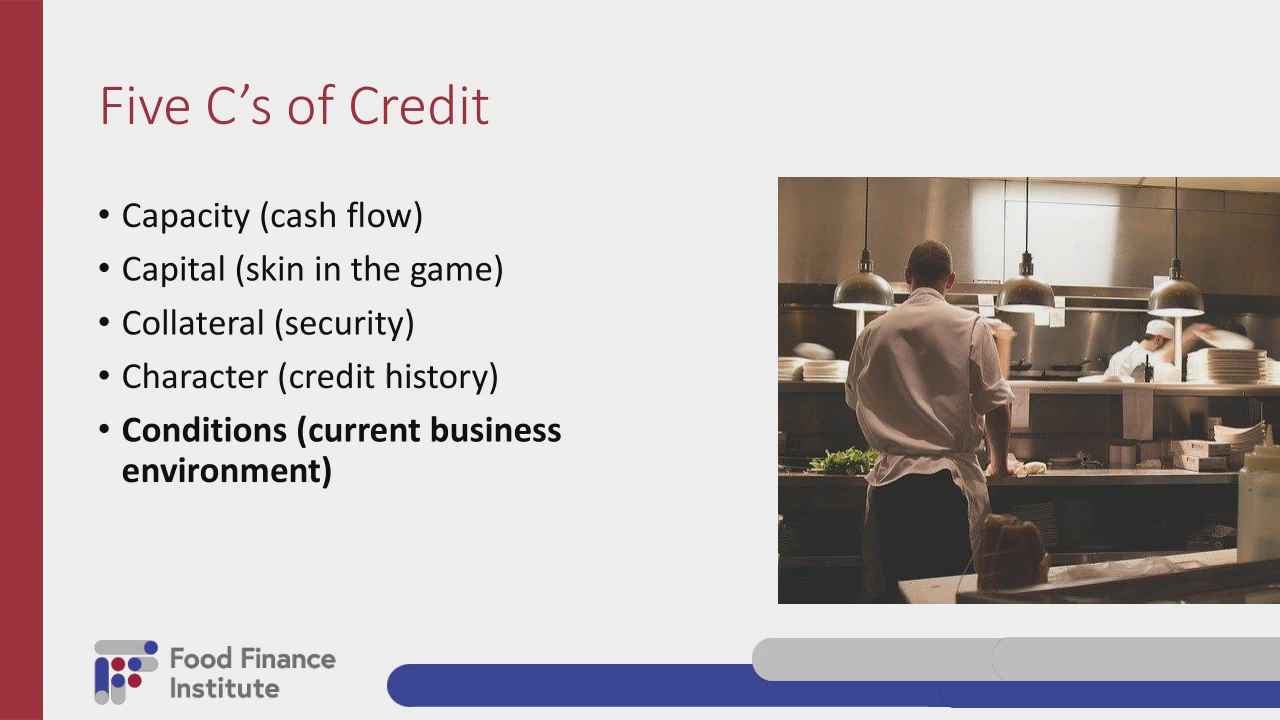 Five C’s of Credit
• Capacity (cash flow)
• Capital (skin in the game)
• Collateral (security)
• Character (credit history)
• Conditions (current business
environment)
Food Finance
Institute